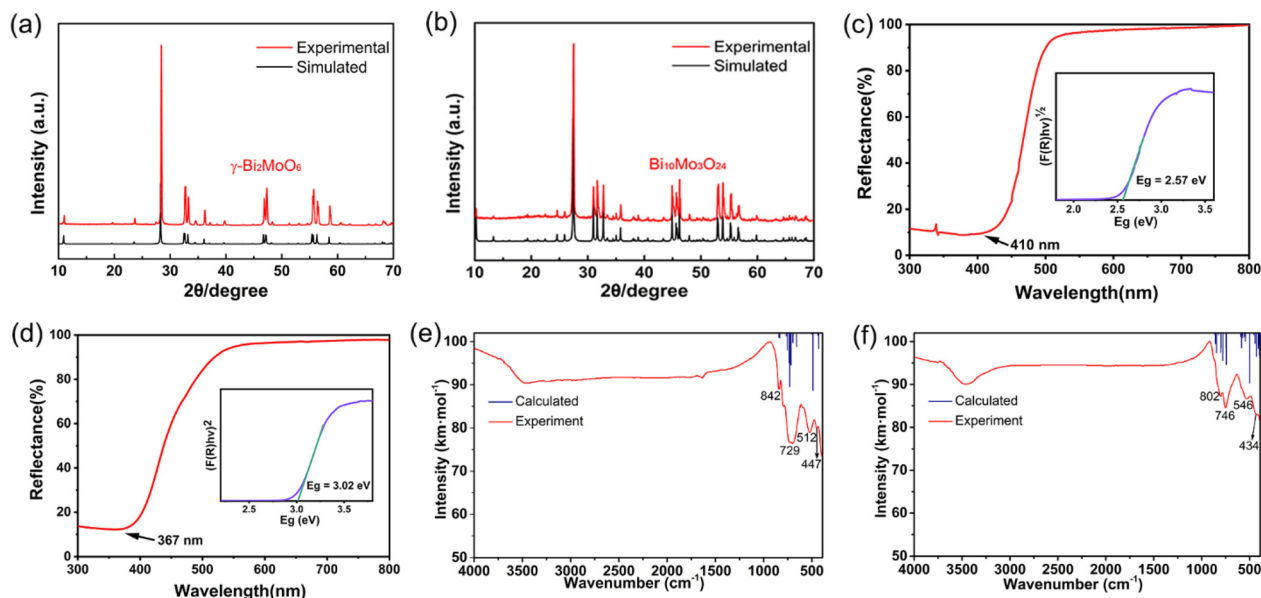 (a)
Experimental
Simulated
γ-Bi₂MoO₆
Intensity (a.u.)
10 20 30 40 50 60 70
2θ/degree
(b)
Experimental
Simulated
Bi₁₀Mo₃O₂₄
Intensity (a.u.)
10 20 30 40 50 60 70
2θ/degree
(c)
100
80
60
40
20
0
Reflectance(%)
(F(R)hν)½
Eg = 2.57 eV
2.0 2.5 3.0 3.5
Eg (eV)
410 nm
300 400 500 600 700 800
Wavelength(nm)
(d)
100
80
60
40
20
0
Reflectance(%)
(F(R)hν)²
Eg = 3.02 eV
2.5 3.0 3.5
Eg (eV)
367 nm
300 400 500 600 700 800
Wavelength(nm)
(e)
100
90
80
70
60
50
Intensity (km·mol⁻¹)
Calculated
Experiment
842
729
512
447
4000 3500 3000 2500 2000 1500 1000 500
Wavenumber (cm⁻¹)
(f)
100
90
80
70
60
50
Intensity (km·mol⁻¹)
Calculated
Experiment
802
746
546
434
4000 3500 3000 2500 2000 1500 1000 500
Wavenumber (cm⁻¹)